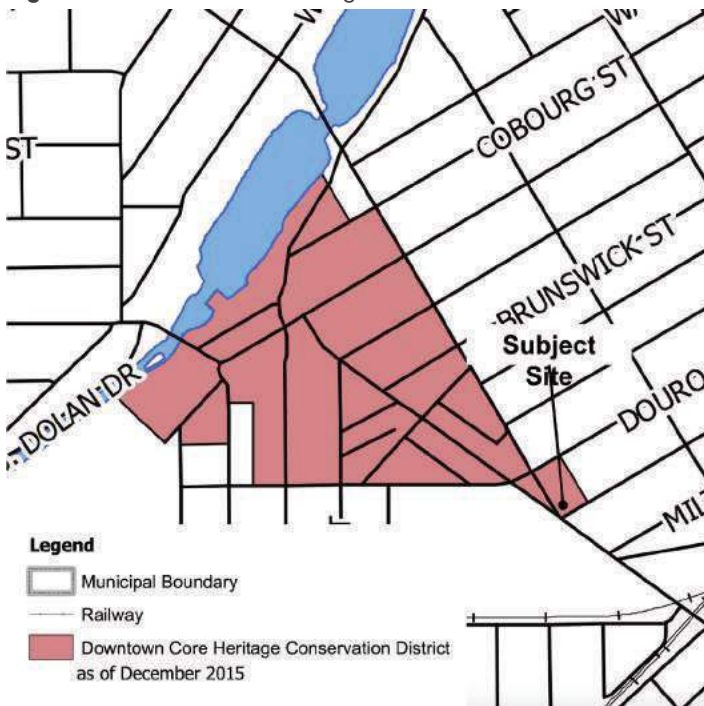 COBOURG ST
ST
BRUNSWICK ST
Subject
Site
DOLAN DR
DOURO
Legend
Municipal Boundary
Railway
Downtown Core Heritage Conservation District
as of December 2015